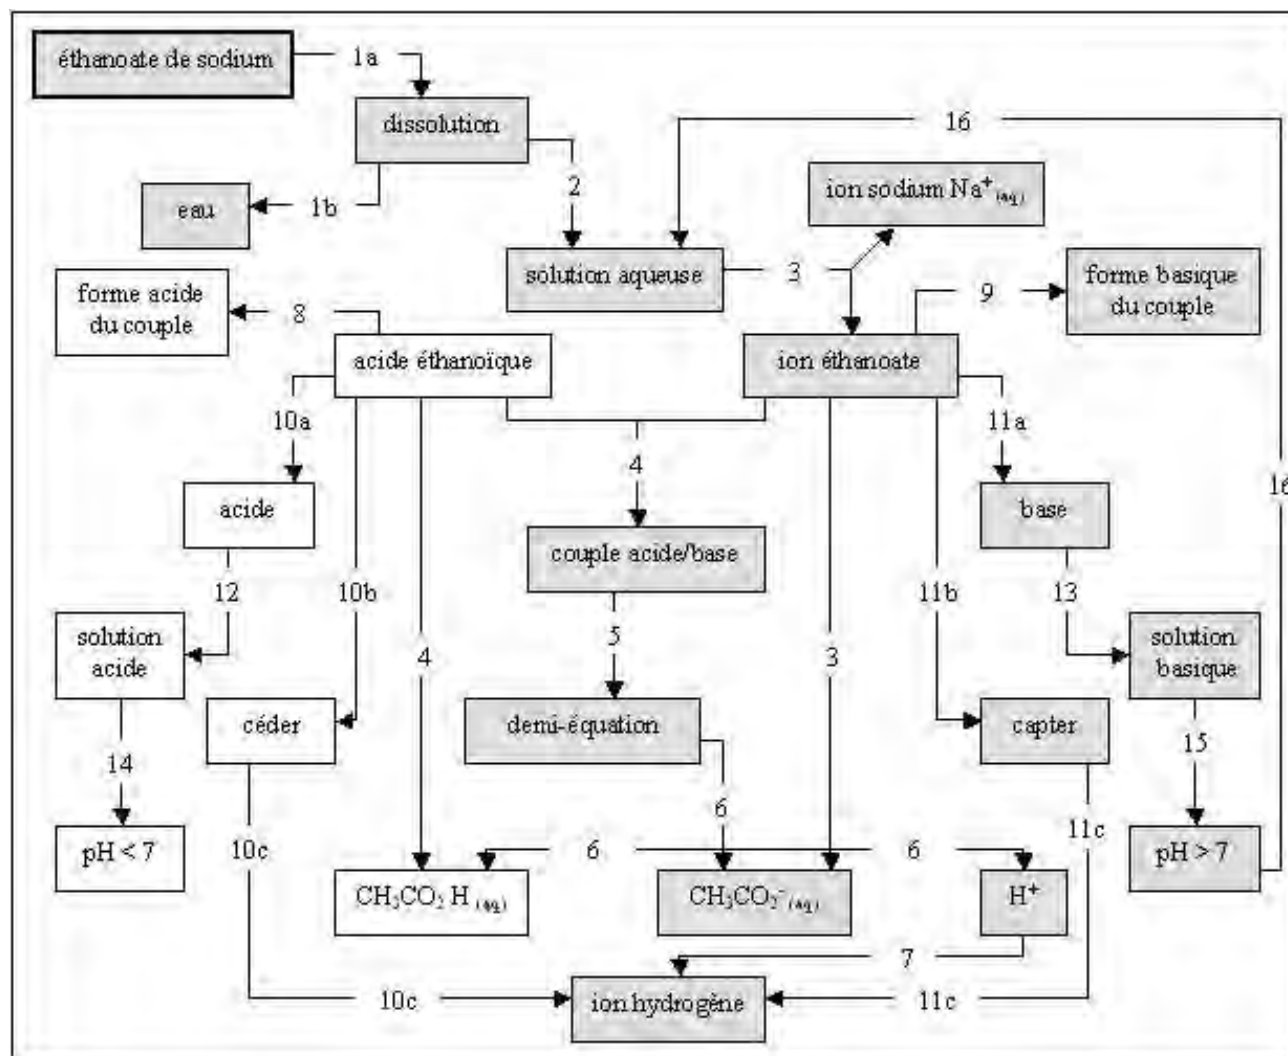 éthanoate de sodium
1a
dissolution
16
2
ion sodium Na⁺(aq)
eau
1b
solution aqueuse
3
forme basique
du couple
forme acide
du couple
8
9
acide éthanoïque
ion éthanoate
10a
11a
4
16
acide
base
couple acide/base
12
10b
11b
13
solution
acide
4
5
3
solution
basique
céder
demi-équation
capter
14
15
6
pH < 7
10c
6
6
11c
pH > 7
CH₃CO₂H (aq)
CH₃CO₂⁻(aq)
H⁺
7
10c
ion hydrogène
11c